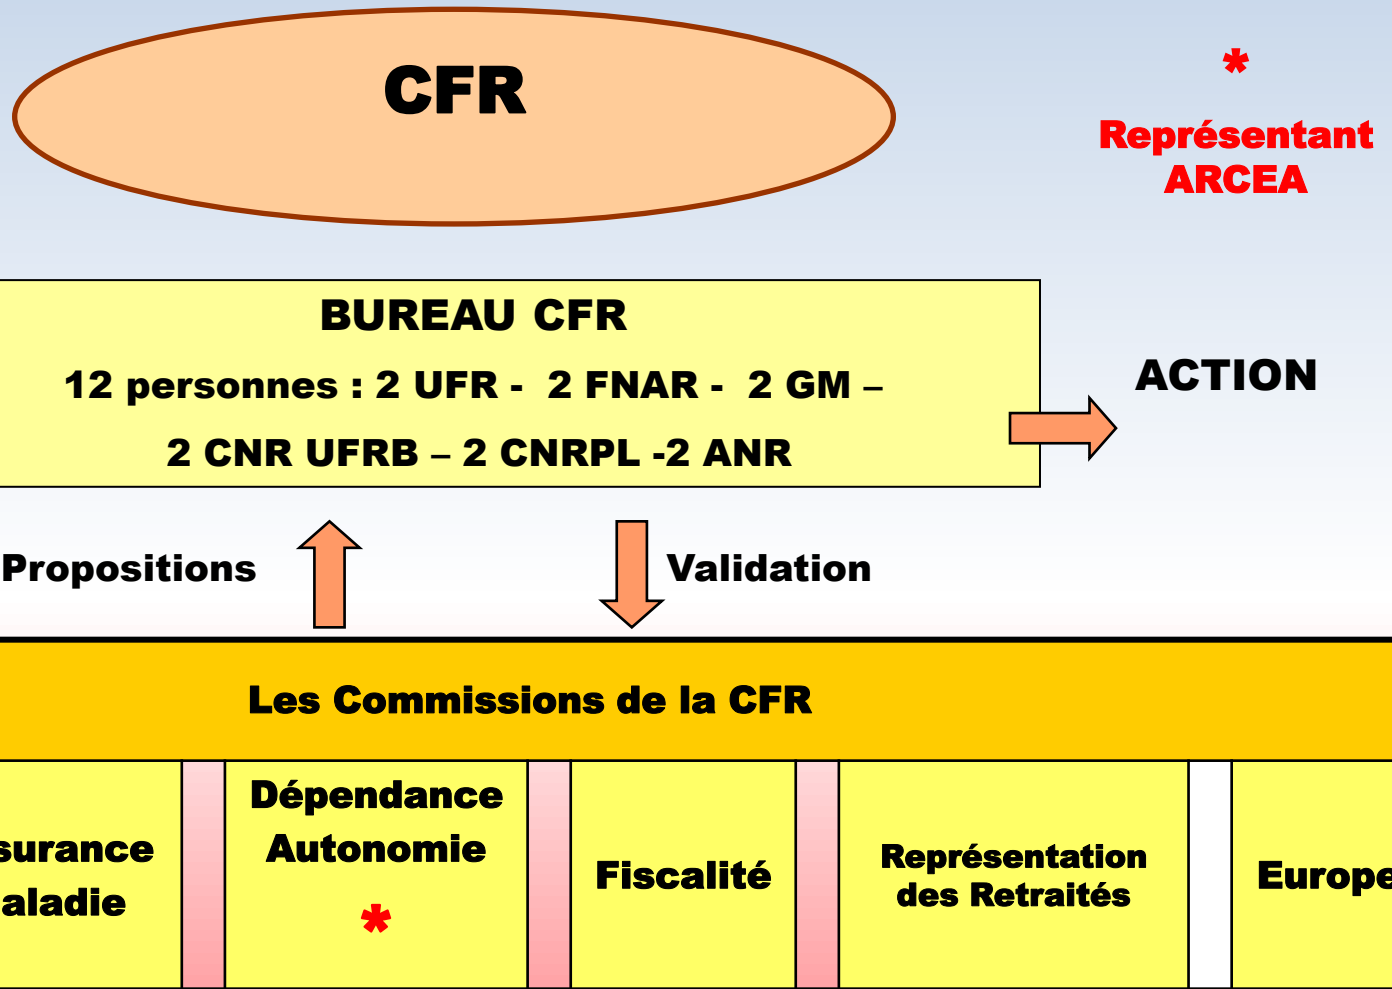 CFR
*
Représentant
ARCEA
BUREAU CFR
12 personnes : 2 UFR - 2 FNAR - 2 GM –
2 CNR UFRB – 2 CNRPL -2 ANR
ACTION
Propositions
Validation
Les Commissions de la CFR
surance
aladie
Dépendance
Autonomie
*
Fiscalité
Représentation
des Retraités
Europe